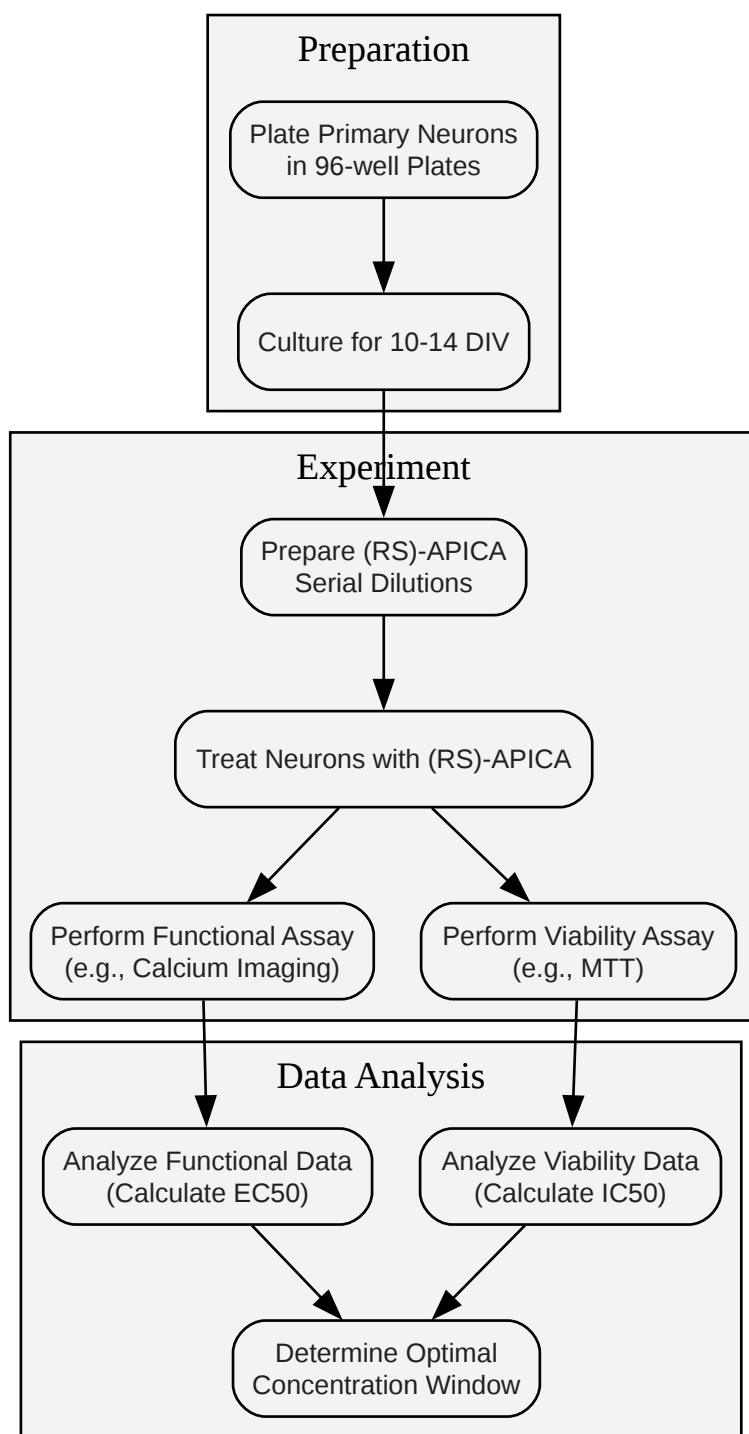 Preparation
Plate Primary Neurons
in 96-well Plates
Culture for 10-14 DIV
Experiment
Prepare (RS)-APICA
Serial Dilutions
Treat Neurons with (RS)-APICA
Perform Functional Assay
(e.g., Calcium Imaging)
Perform Viability Assay
(e.g., MTT)
Data Analysis
Analyze Functional Data
(Calculate EC50)
Analyze Viability Data
(Calculate IC50)
Determine Optimal
Concentration Window